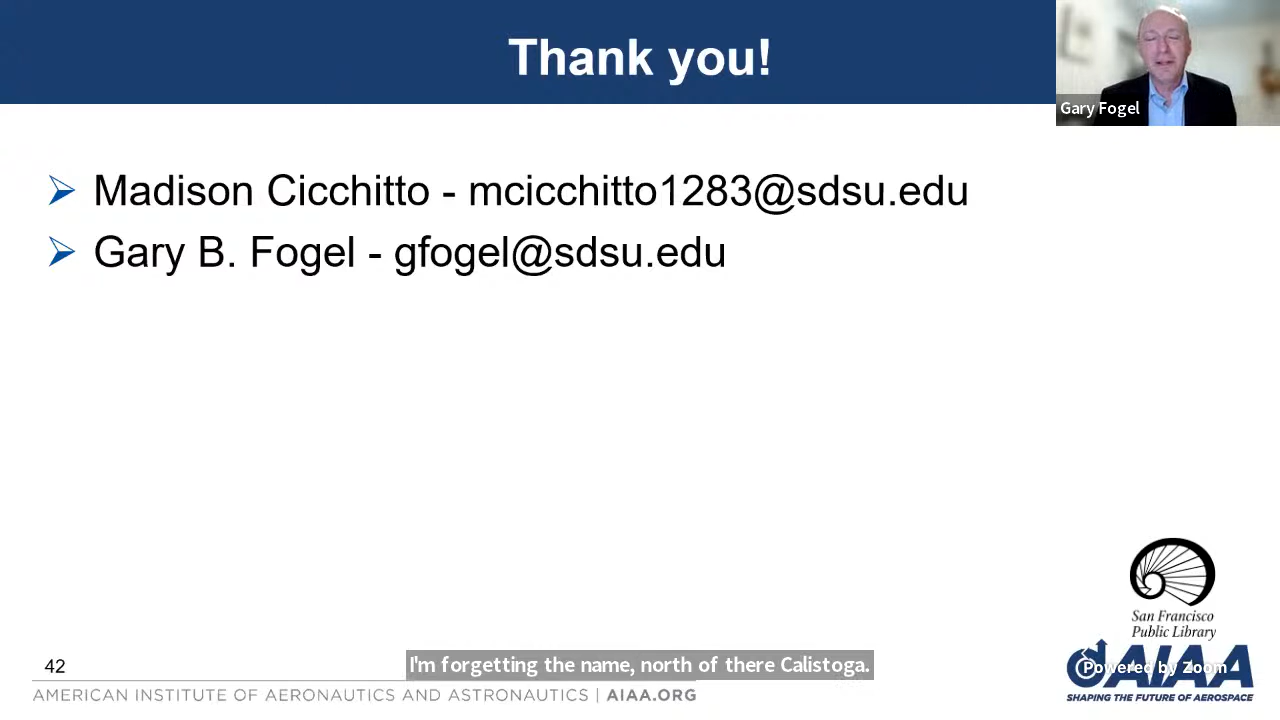 Thank you!
Gary Fogel
Madison Cicchitto - mcicchitto1283@sdsu.edu
Gary B. Fogel - gfogel@sdsu.edu
San Francisco
Public Library
I'm forgetting the name, north of there Calistoga.
42
AIAA
Powered by Zoom
SHAPING THE FUTURE OF AEROSPACE
AMERICAN INSTITUTE OF AERONAUTICS AND ASTRONAUTICS | AIAA.ORG